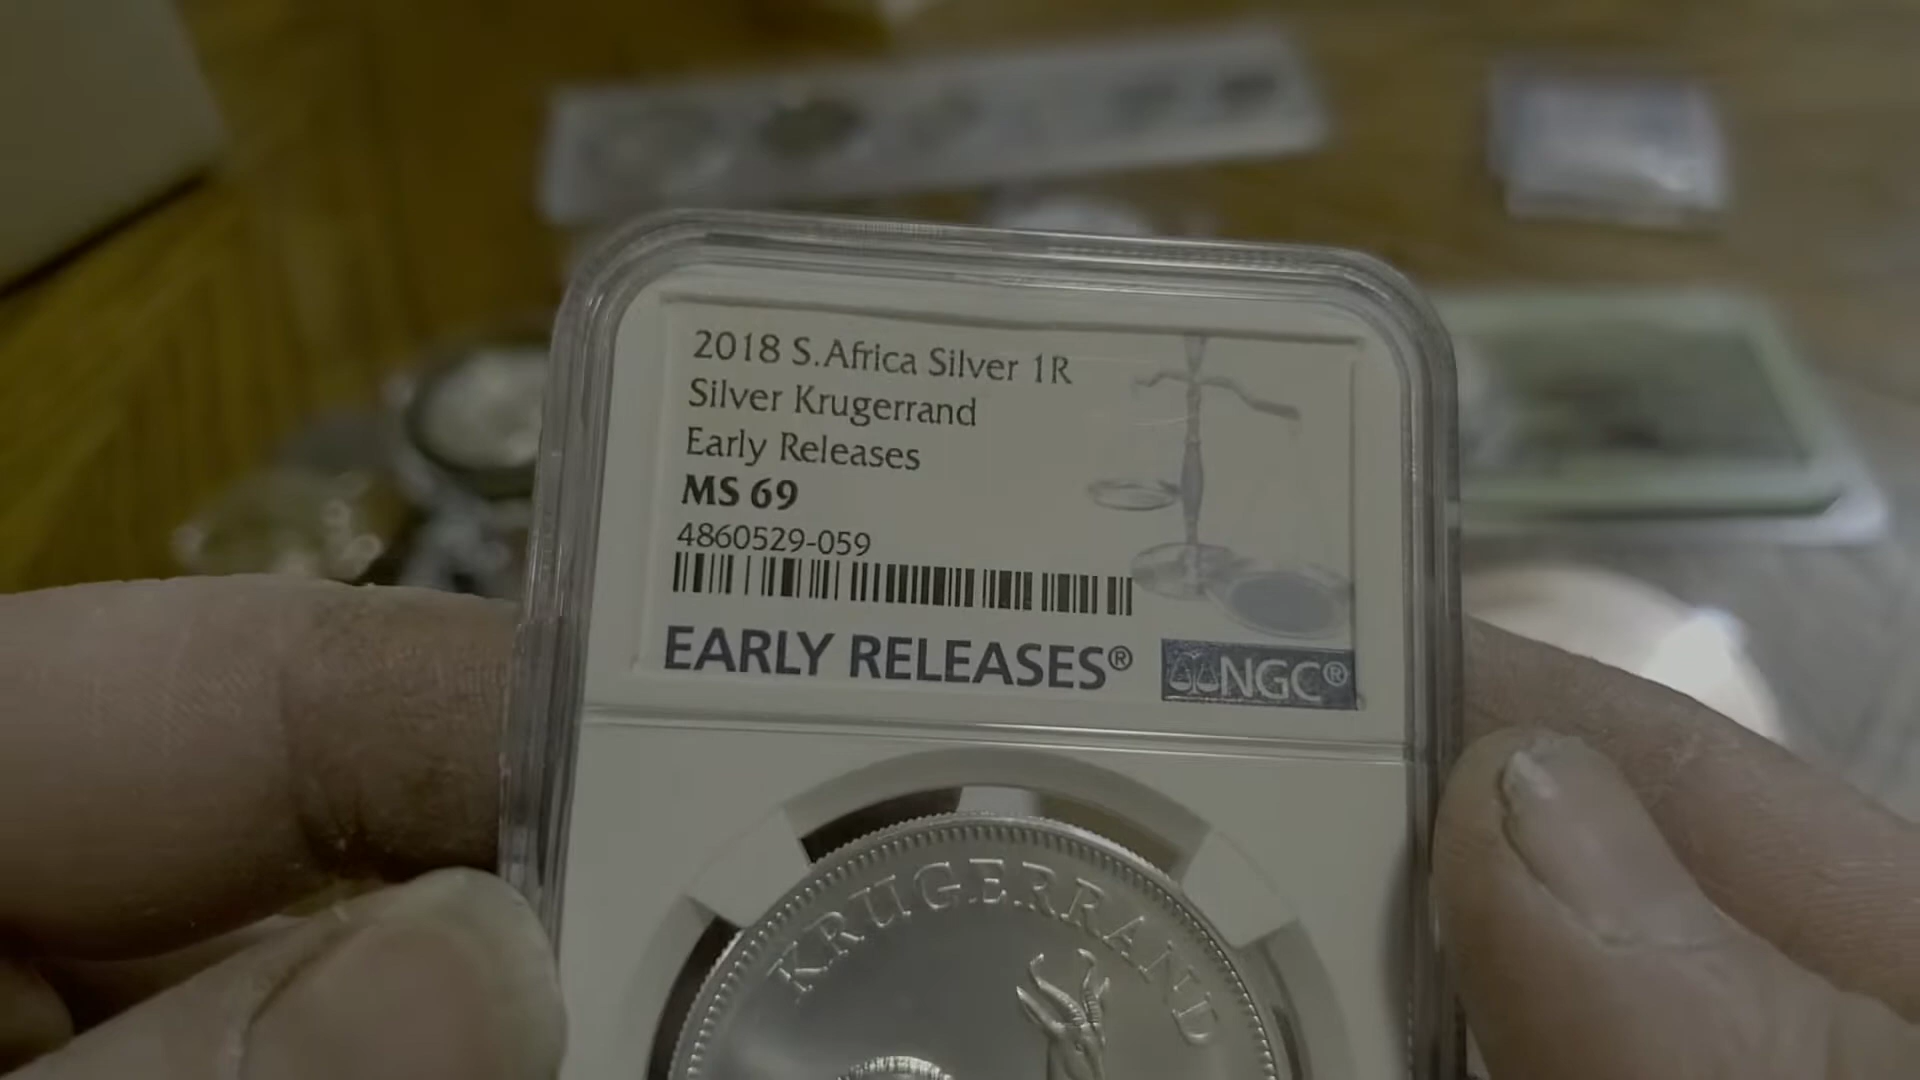 2018 S.Africa Silver 1R
Silver Krugerrand
Early Releases
MS 69
4860529-059
EARLY RELEASES®
NGC®
KRUGERRAND